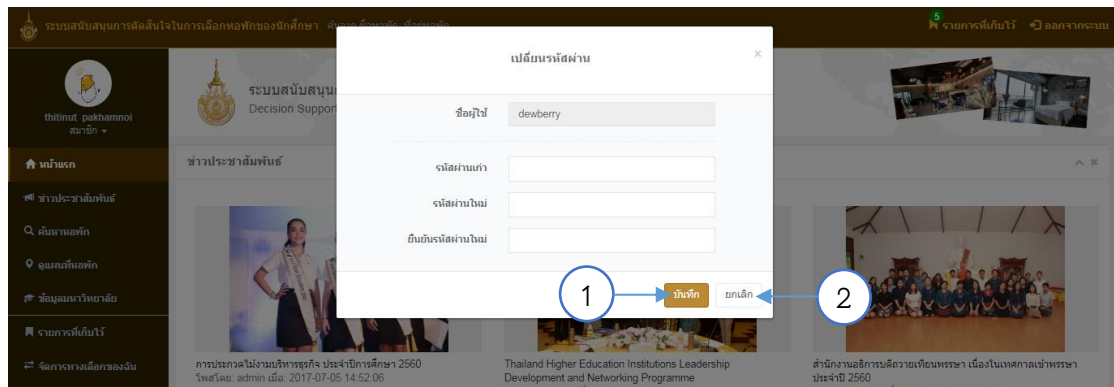 ระบบสนับสนุนการตัดสินใจในการเลือกหอพักของนักศึกษา
5
รายการที่เก็บไว้
ออกจากระบบ
thitinut pakhamnoi
สมาชิก
ระบบสนับสนุน
Decision Support
เปลี่ยนรหัสผ่าน
×
ชื่อผู้ใช้
dewberry
รหัสผ่านเก่า
รหัสผ่านใหม่
ยืนยันรหัสผ่านใหม่
1
บันทึก
ยกเลิก
2
หน้าแรก
ข่าวประชาสัมพันธ์
ค้นหาหอพัก
ดูแผนที่หอพัก
ข้อมูลมหาวิทยาลัย
รายการที่เก็บไว้
จัดการทางเลือกของฉัน
ข่าวประชาสัมพันธ์
การประกวดไม้งามบริหารธุรกิจ ประจำปีการศึกษา 2560
โพสโดย: admin เมื่อ: 2017-07-05 14:52:06
Thailand Higher Education Institutions Leadership
Development and Networking Programme
สำนักงานอธิการบดีถวายเทียนพรรษา เนื่องในเทศกาลเข้าพรรษา
ประจำปี 2560